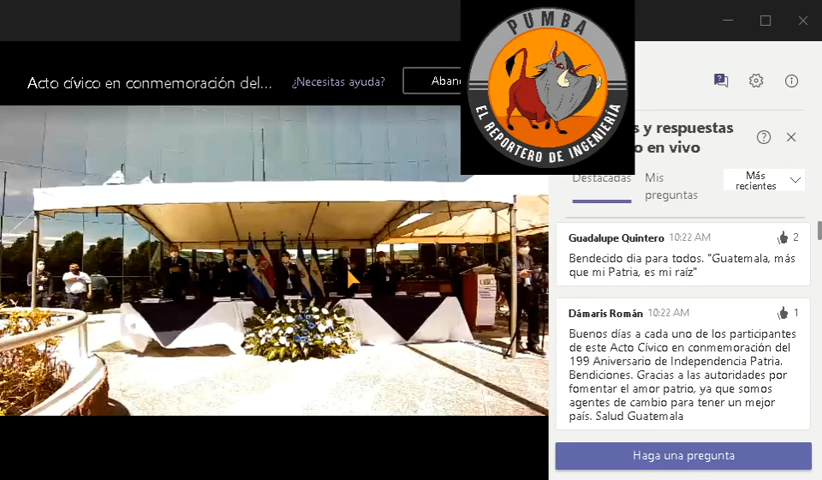 PUMBA
EL REPORTERO DE INGENIERÍA
Acto cívico en conmemoración del...
¿Necesitas ayuda?
s y respuestas
o en vivo
Destacadas
Mis
preguntas
Más
recientes
Guadalupe Quintero 10:22 AM 2
Bendecido dia para todos. "Guatemala, más
que mi Patria, es mi raíz"
Dámaris Román 10:22 AM 1
Buenos días a cada uno de los participantes
de este Acto Cívico en conmemoración del
199 Aniversario de Independencia Patria.
Bendiciones. Gracias a las autoridades por
fomentar el amor patrio, ya que somos
agentes de cambio para tener un mejor
país. Salud Guatemala
Haga una pregunta